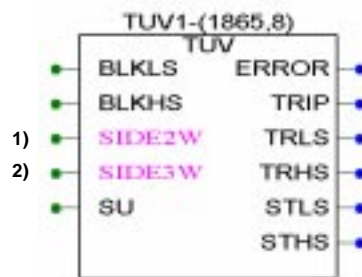 TUV1-(1865,8)
TUV
BLKLS ERROR
BLKHS TRIP
1) SIDE2W TRLS
2) SIDE3W TRHS
SU STLS
STHS